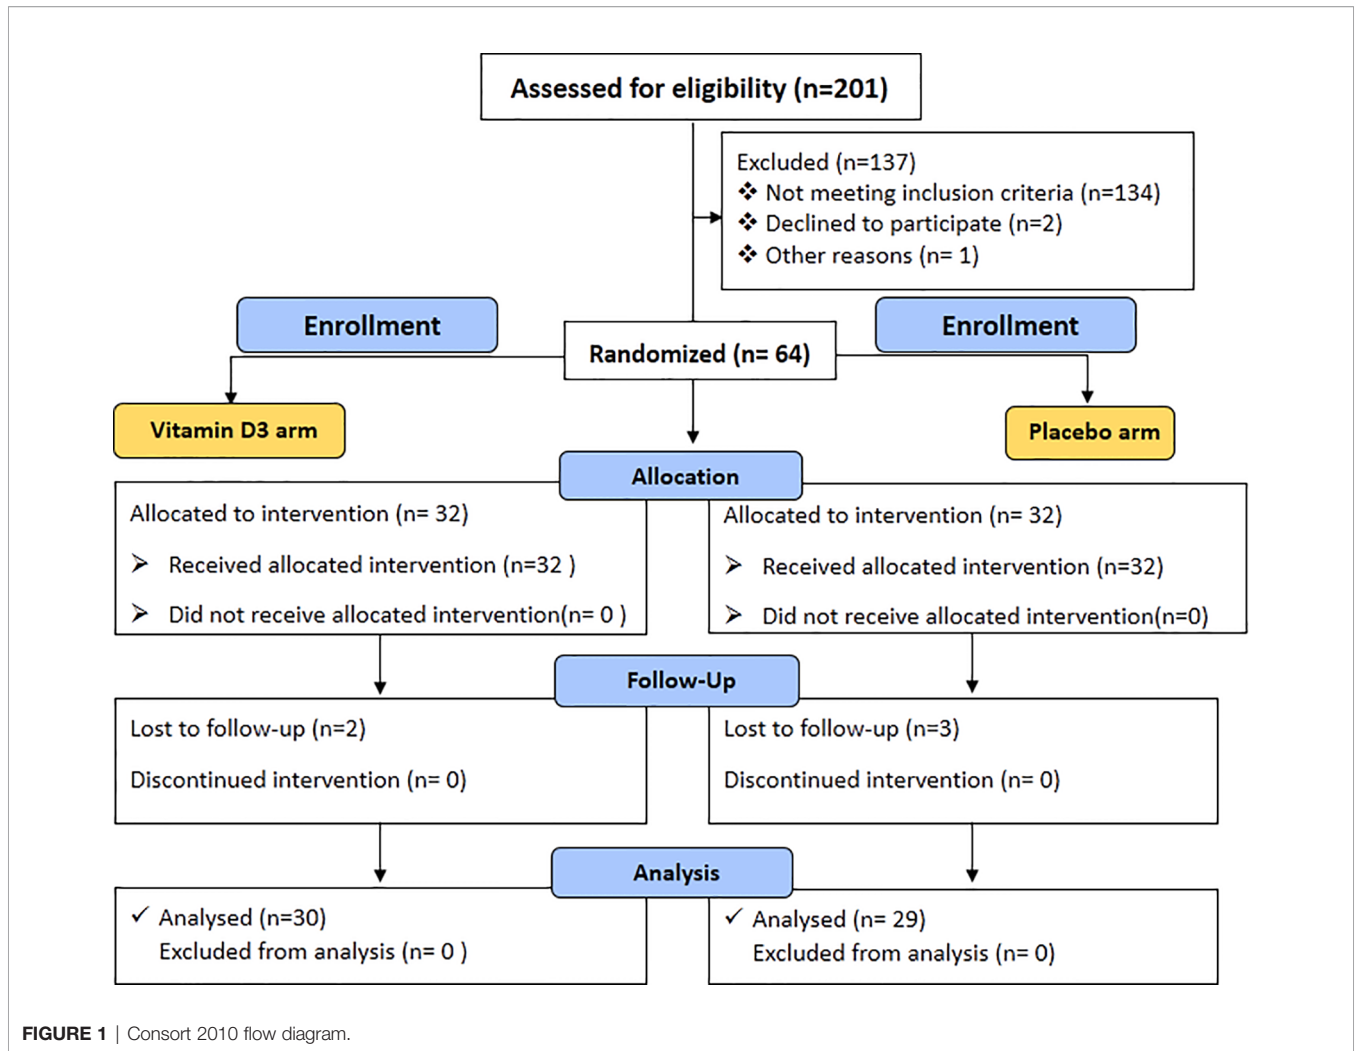 Assessed for eligibility (n=201)
Excluded (n=137)
❖ Not meeting inclusion criteria (n=134)
❖ Declined to participate (n=2)
❖ Other reasons (n= 1)
Enrollment
Enrollment
Randomized (n= 64)
Vitamin D3 arm
Placebo arm
Allocation
Allocated to intervention (n= 32)
➢ Received allocated intervention (n=32 )
➢ Did not receive allocated intervention(n= 0 )
Allocated to intervention (n= 32)
➢ Received allocated intervention (n=32)
➢ Did not receive allocated intervention(n=0)
Follow-Up
Lost to follow-up (n=2)
Discontinued intervention (n= 0)
Lost to follow-up (n=3)
Discontinued intervention (n= 0)
Analysis
✓ Analysed (n=30)
Excluded from analysis (n= 0 )
✓ Analysed (n= 29)
Excluded from analysis (n= 0)
FIGURE 1 | Consort 2010 flow diagram.